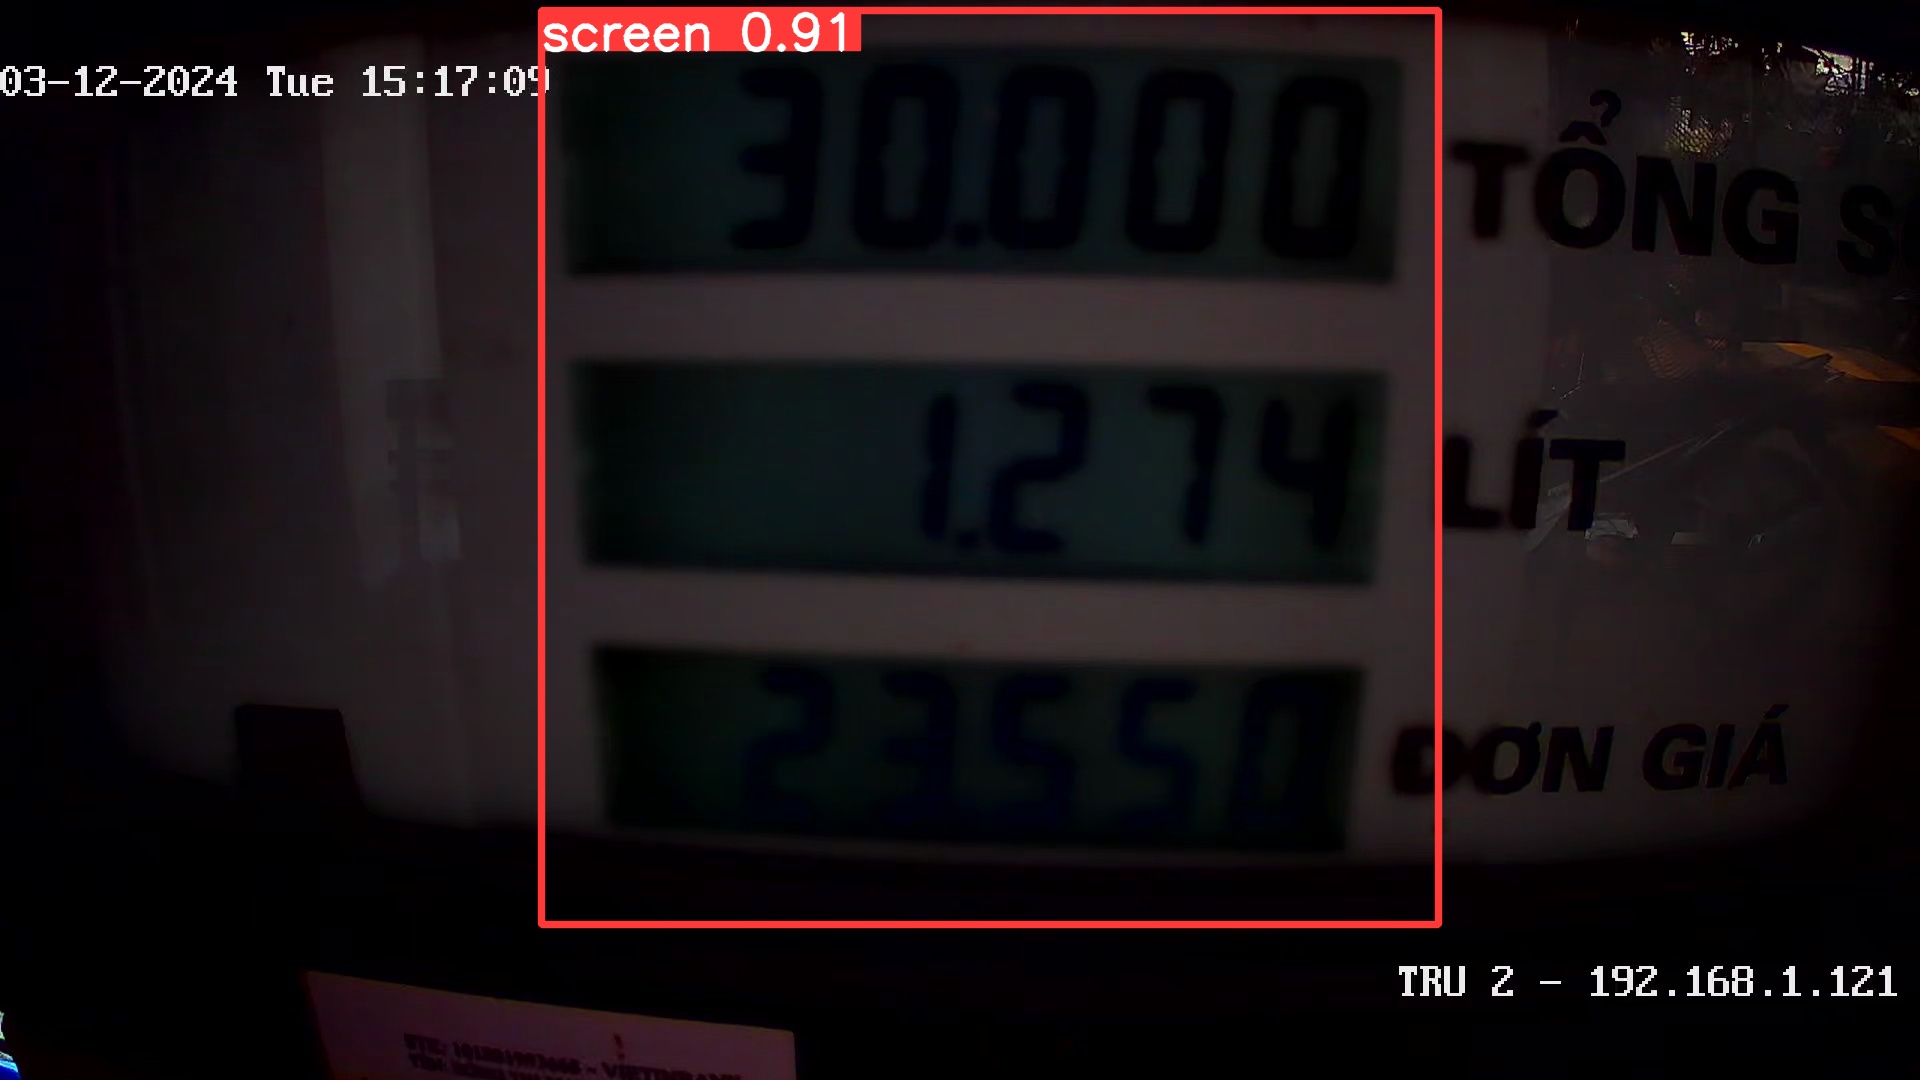 screen 0.91
03-12-2024 Tue 15:17:09
30.000
TỔNG S
1.274
LÍT
23.550
ĐƠN GIÁ
TRU 2 - 192.168.1.121